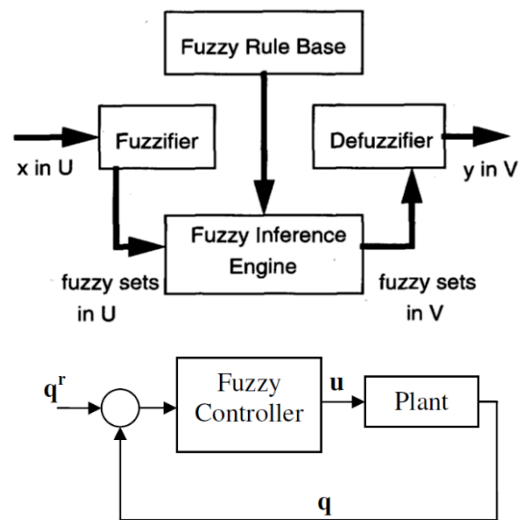 Fuzzy Rule Base
Fuzzifier
Defuzzifier
x in U
y in V
Fuzzy Inference
Engine
fuzzy sets
in U
fuzzy sets
in V
q^r
Fuzzy
Controller
u
Plant
q